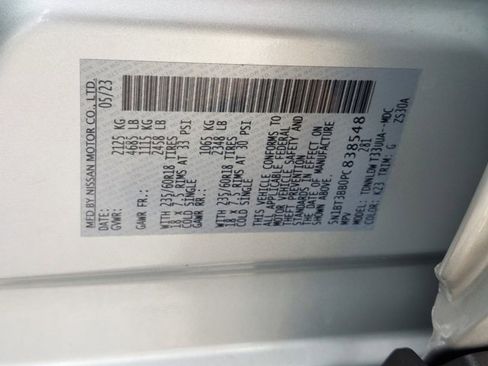 MFD BY NISSAN MOTOR CO., LTD.
DATE: 05/23
GVWR: 2125 KG
4685 LB
GAWR FR.: 1115 KG
2458 LB
WITH 235/60R18 TIRES
18 X 7.5 RIMS AT 33 PSI
COLD SINGLE
GAWR RR.: 1065 KG
2348 LB
WITH 235/60R18 TIRES
18 X 7.5 RIMS AT 30 PSI
COLD SINGLE
THIS VEHICLE CONFORMS TO
ALL APPLICABLE FEDERAL
MOTOR VEHICLE SAFETY AND
THEFT PREVENTION
STANDARDS IN EFFECT ON
THE DATE OF MANUFACTURE
SHOWN ABOVE.
5N1BT3BB0PC838548
MPV
MODEL: T33UUA-MDC
COLOR: K23 TRIM: G